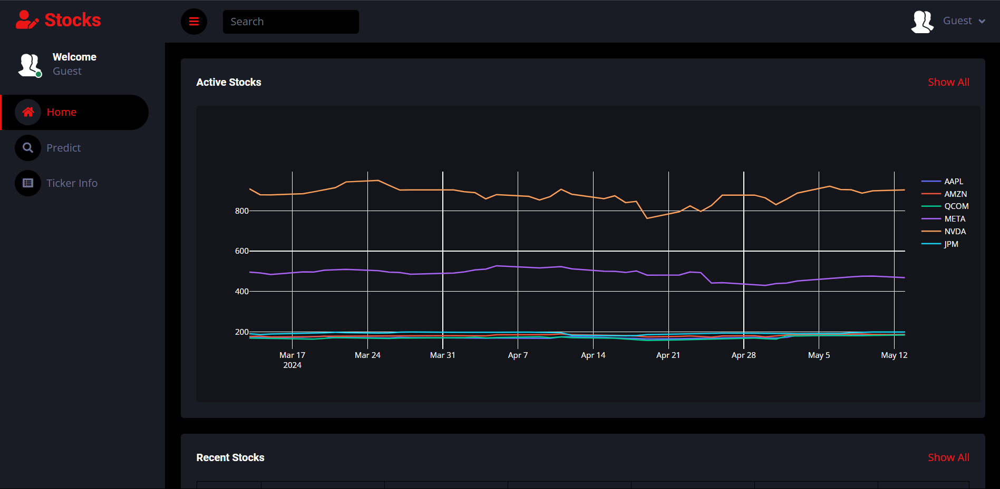 Stocks
Search
Guest
Welcome
Guest
Home
Predict
Ticker Info
Active Stocks
Show All
800
600
400
200
Mar 17
2024
Mar 24
Mar 31
Apr 7
Apr 14
Apr 21
Apr 28
May 5
May 12
AAPL
AMZN
QCOM
META
NVDA
JPM
Recent Stocks
Show All